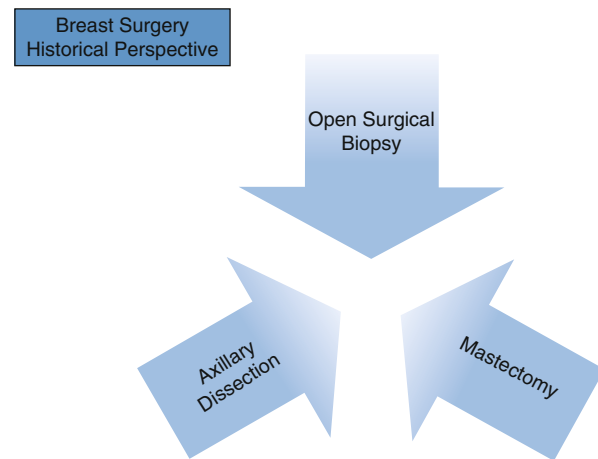 Breast Surgery
Historical Perspective
Open Surgical
Biopsy
Axillary
Dissection
Mastectomy